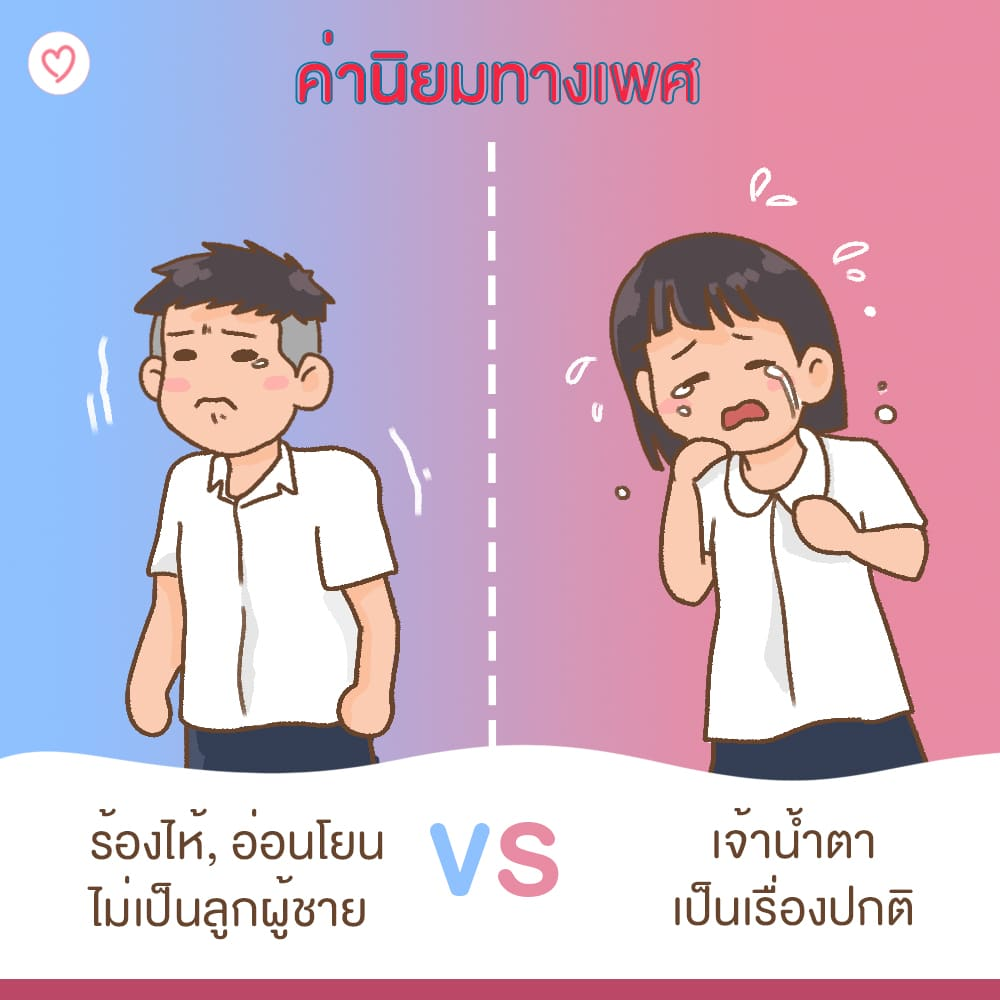 ค่านิยมทางเพศ
ร้องไห้, อ่อนโยน
ไม่เป็นลูกผู้ชาย
VS
เจ้าน้ำตา
เป็นเรื่องปกติ